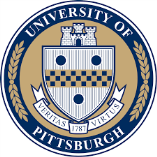 UNIVERSITY OF
PITTSBURGH
VERITAS
1787
VIRTUS